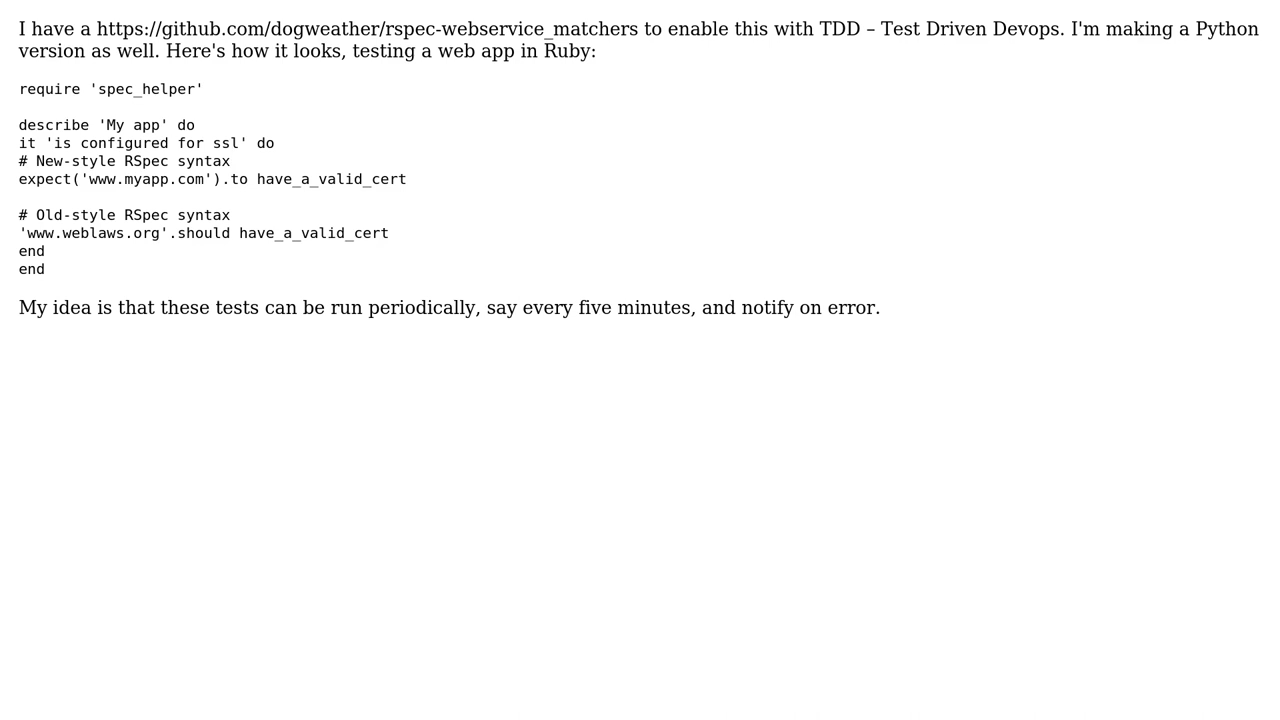 I have a https://github.com/dogweather/rspec-webservice_matchers to enable this with TDD – Test Driven Devops. I'm making a Python
version as well. Here's how it looks, testing a web app in Ruby:
require 'spec_helper'
describe 'My app' do
it 'is configured for ssl' do
# New-style RSpec syntax
expect('www.myapp.com').to have_a_valid_cert
# Old-style RSpec syntax
'www.weblaws.org'.should have_a_valid_cert
end
end
My idea is that these tests can be run periodically, say every five minutes, and notify on error.